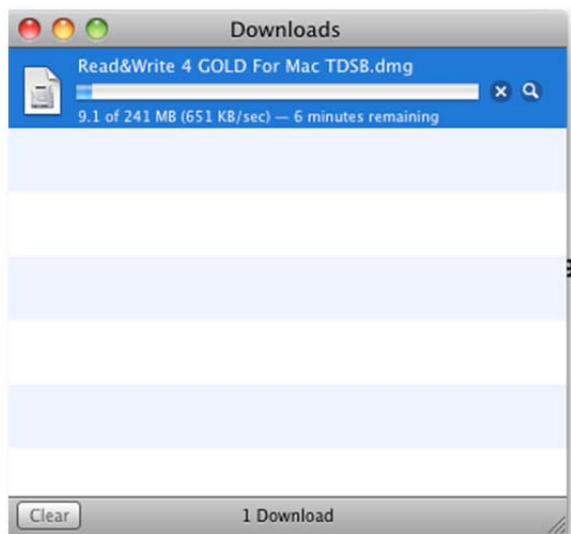 Downloads
Read&Write 4 GOLD For Mac TDSB.dmg
9.1 of 241 MB (651 KB/sec) — 6 minutes remaining
Clear
1 Download